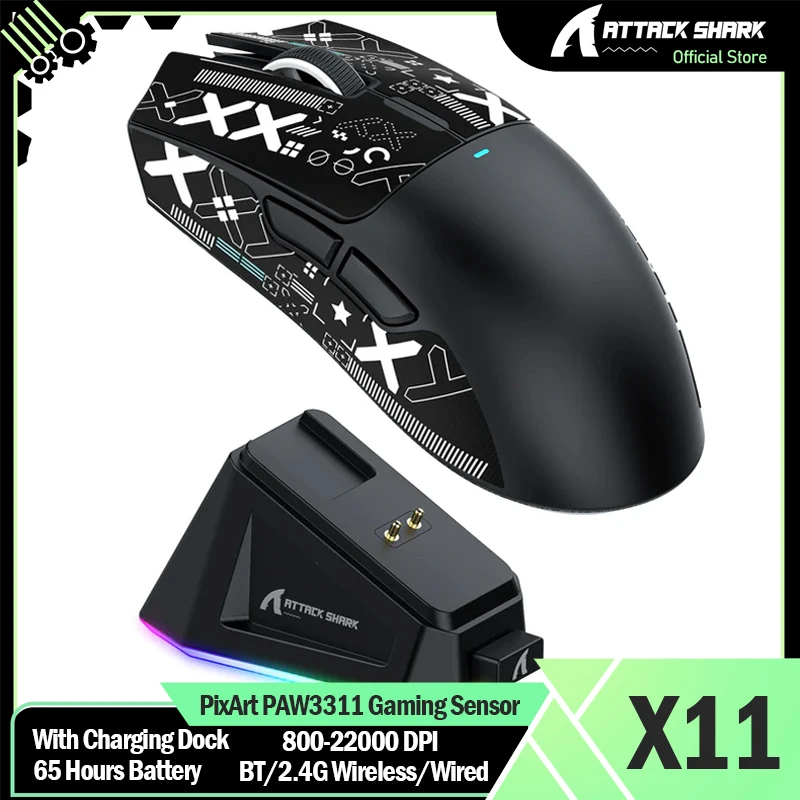 ATTACK SHARK
Official Store
ATTACK SHARK
PixArt PAW3311 Gaming Sensor
With Charging Dock
800-22000 DPI
65 Hours Battery
BT/2.4G Wireless/Wired
X11